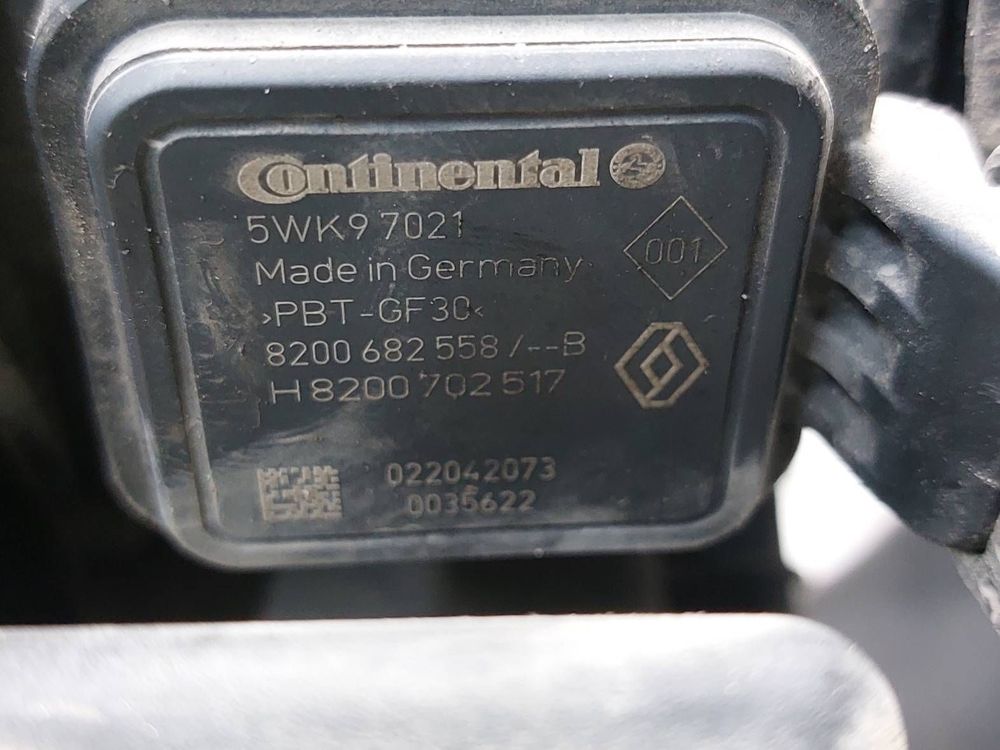 Continental
5WK9 7021
001
Made in Germany
>PBT-GF30<
8200 682 558 /--B
H 8200 702 517
022042073
0035622